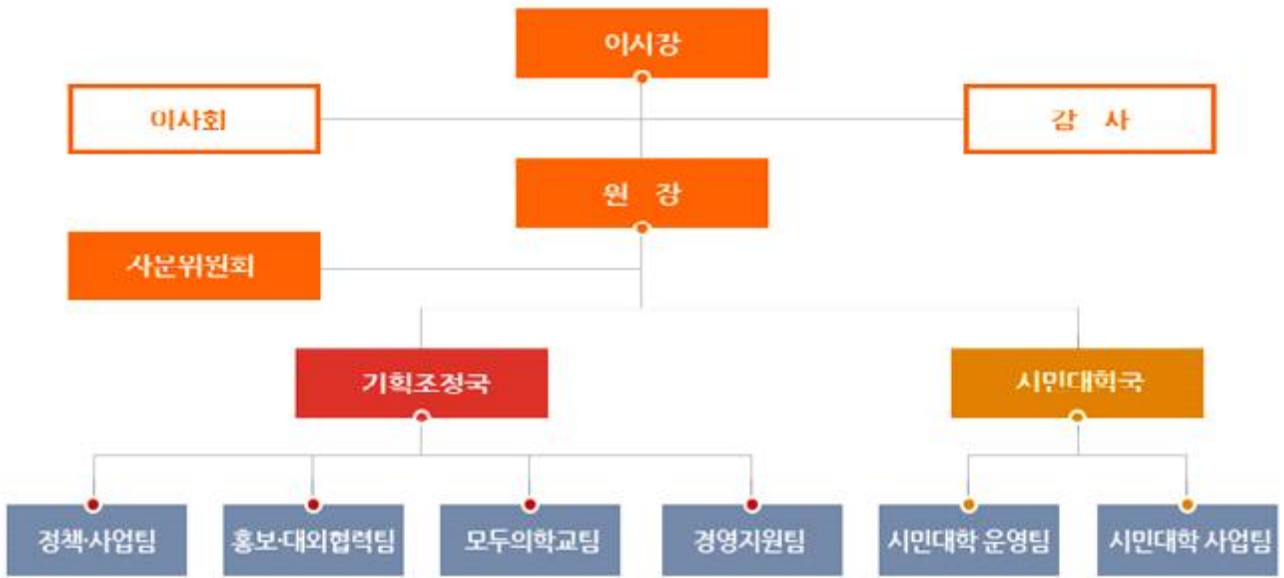 이사장
이사회
감 사
원 장
자문위원회
기획조정국
시민대학국
정책·사업팀
홍보·대외협력팀
모두의학교팀
경영지원팀
시민대학 운영팀
시민대학 사업팀